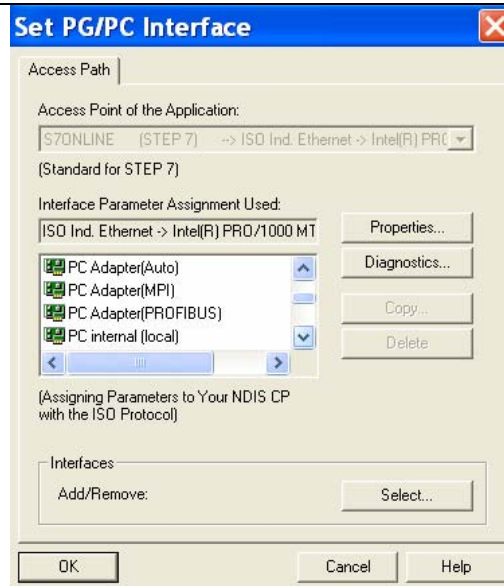 Set PG/PC Interface
Access Path
Access Point of the Application:
S7ONLINE (STEP 7) --> ISO Ind. Ethernet -> Intel(R) PR(
(Standard for STEP 7)
Interface Parameter Assignment Used:
ISO Ind. Ethernet -> Intel(R) PRO/1000 MT
Properties...
PC Adapter(Auto)
Diagnostics...
PC Adapter(MPI)
PC Adapter(PROFIBUS)
Copy...
PC internal (local)
Delete
(Assigning Parameters to Your NDIS CP
with the ISO Protocol)
Interfaces
Add/Remove:
Select...
OK
Cancel
Help